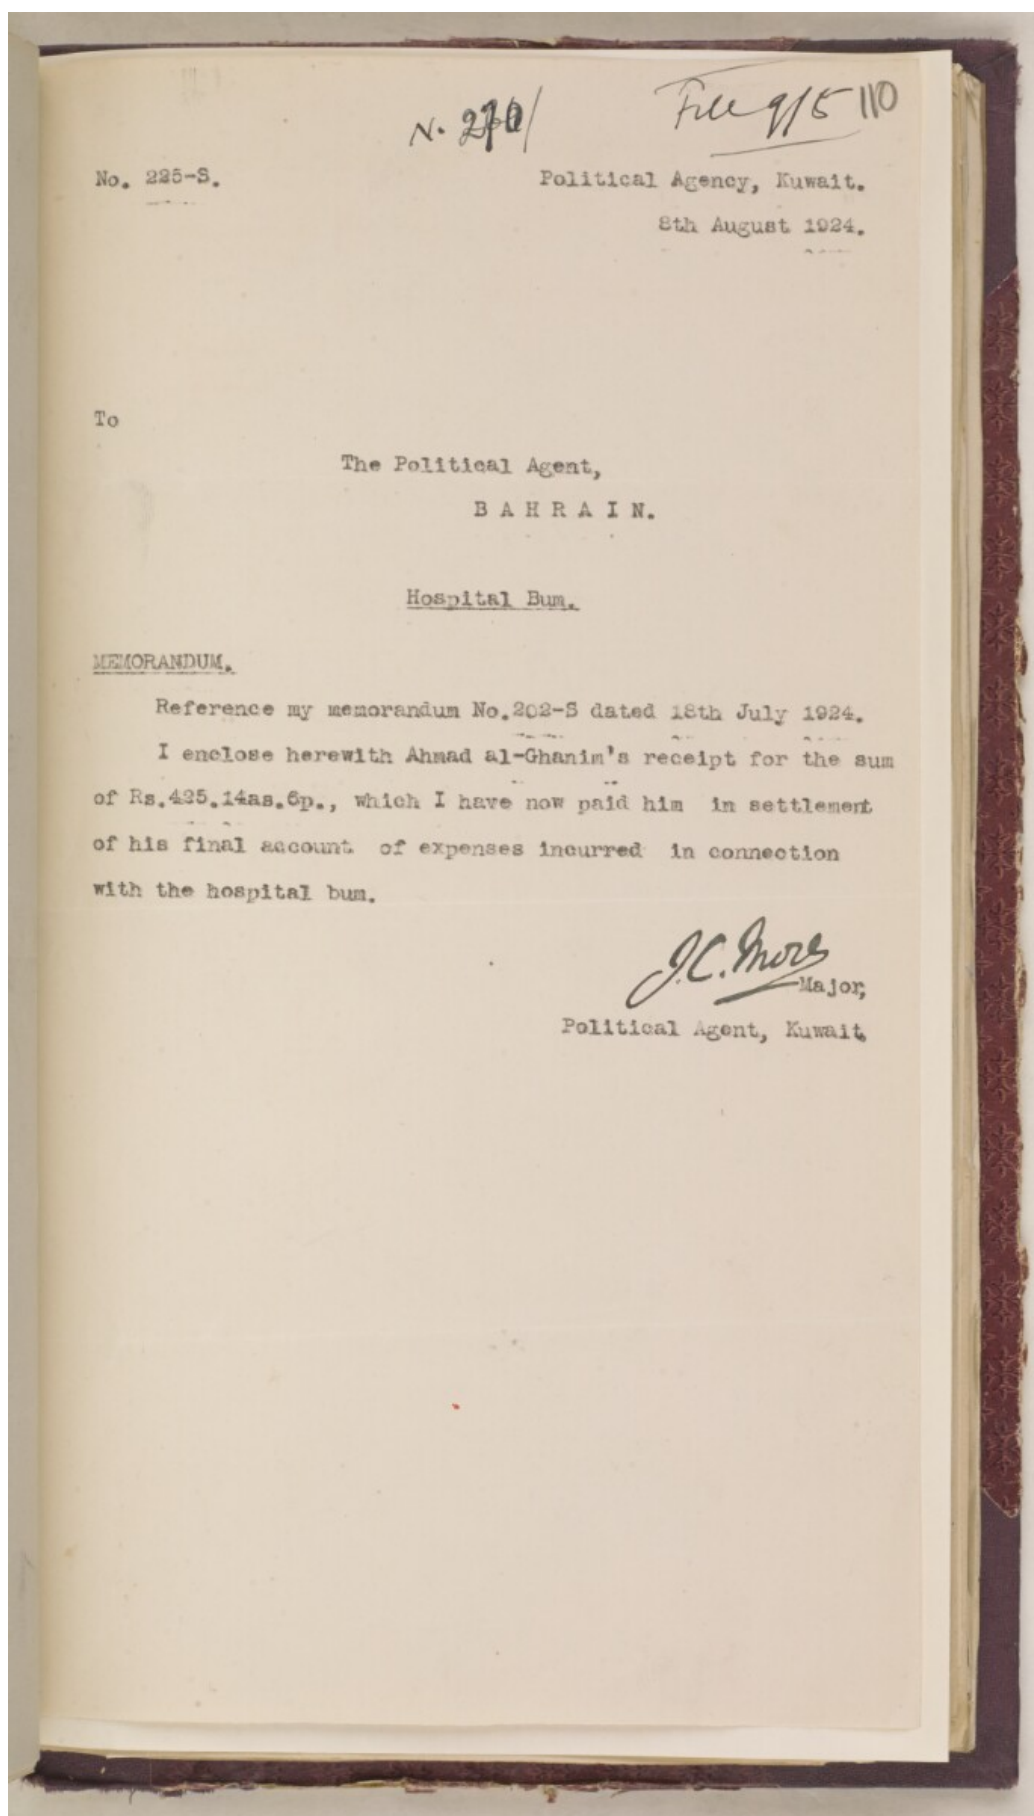 File 9/5 110
No. 225-S.
Political Agency, Kuwait.
8th August 1924.
To
The Political Agent,
B A H R A I N.
Hospital Bum.
MEMORANDUM.
Reference my memorandum No.202-S dated 18th July 1924.
I enclose herewith Ahmad al-Ghanim's receipt for the sum
of Rs.425.14as.6p., which I have now paid him in settlement
of his final account of expenses incurred in connection
with the hospital bum.
J.C. More
Major,
Political Agent, Kuwait